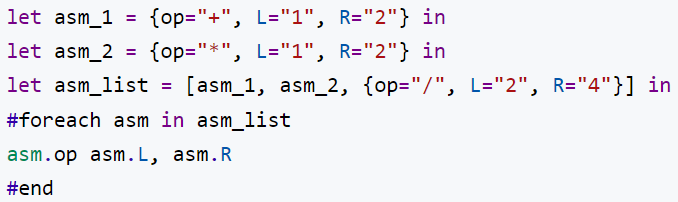 let asm_1 = {op="+", L="1", R="2"} in
let asm_2 = {op="*", L="1", R="2"} in
let asm_list = [asm_1, asm_2, {op="/", L="2", R="4"}] in
#foreach asm in asm_list
asm.op asm.L, asm.R
#end